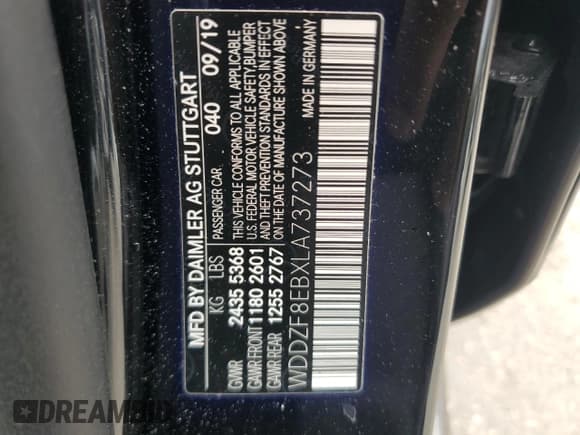 MFD BY DAIMLER AG STUTTGART
KG LBS PASSENGER CAR 040 09/19
GVWR 2435 5368 THIS VEHICLE CONFORMS TO ALL APPLICABLE
GAWR-FRONT 1180 2601 U.S. FEDERAL MOTOR VEHICLE SAFETY, BUMPER
GAWR-REAR 1255 2767 AND THEFT PREVENTION STANDARDS IN EFFECT
ON THE DATE OF MANUFACTURE SHOWN ABOVE
WDDZF8EBXLA737273
MADE IN GERMANY
DREAMBID